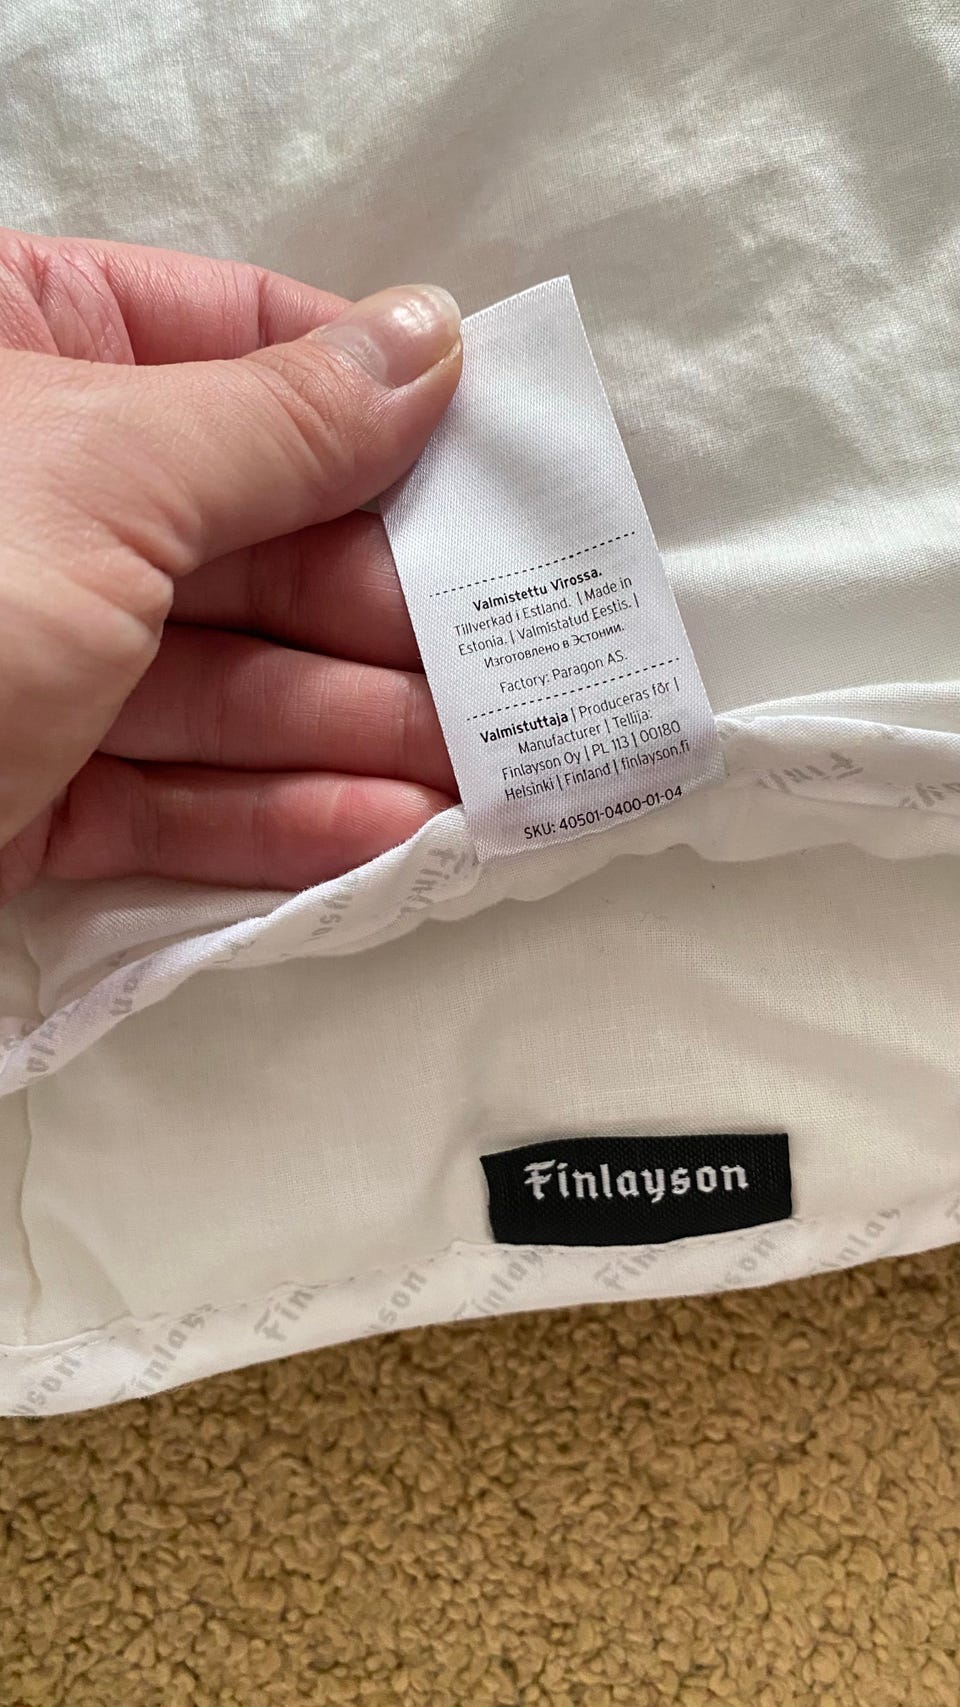 Valmistettu Virossa.
Tillverkad i Estland. | Made in
Estonia. | Valmistatud Eestis. |
Изготовлено в Эстонии.
Factory: Paragon AS.
Valmistuttaja | Produceras för |
Manufacturer | Tellija:
Finlayson Oy | PL 113 | 00180
Helsinki | Finland | finlayson.fi
SKU: 40501-0400-01-04
Finlayson